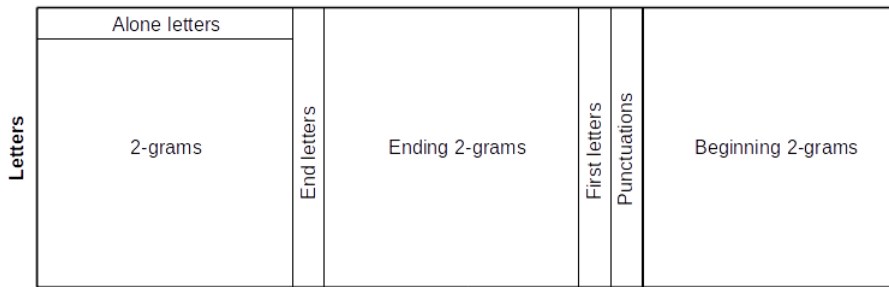 Letters
Alone letters
2-grams
End letters
Ending 2-grams
First letters
Punctuations
Beginning 2-grams